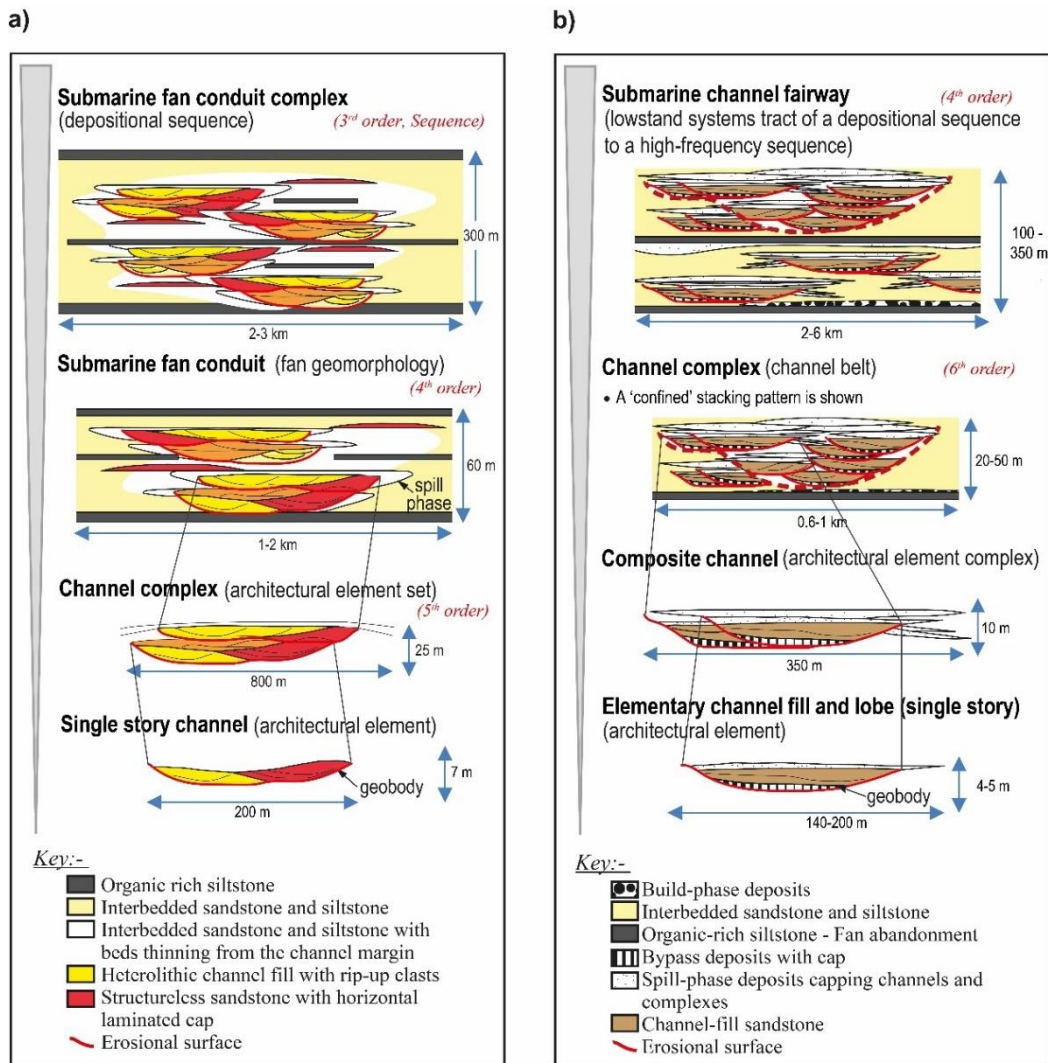 a)
Submarine fan conduit complex
(depositional sequence)
(3rd order, Sequence)
300 m
2-3 km
Submarine fan conduit (fan geomorphology)
(4th order)
60 m
spill
phase
1-2 km
Channel complex (architectural element set)
(5th order)
25 m
800 m
Single story channel (architectural element)
7 m
geobody
200 m
Key:-
Organic rich siltstone
Interbedded sandstone and siltstone
Interbedded sandstone and siltstone with
beds thinning from the channel margin
Heterolithic channel fill with rip-up clasts
Structureless sandstone with horizontal
laminated cap
Erosional surface
b)
Submarine channel fairway
(4th order)
(lowstand systems tract of a depositional sequence
to a high-frequency sequence)
100 -
350 m
2-6 km
Channel complex (channel belt)
(6th order)
• A ‘confined’ stacking pattern is shown
20-50 m
0.6-1 km
Composite channel (architectural element complex)
10 m
350 m
Elementary channel fill and lobe (single story)
(architectural element)
4-5 m
geobody
140-200 m
Key:-
Build-phase deposits
Interbedded sandstone and siltstone
Organic-rich siltstone - Fan abandonment
Bypass deposits with cap
Spill-phase deposits capping channels and
complexes
Channel-fill sandstone
Erosional surface